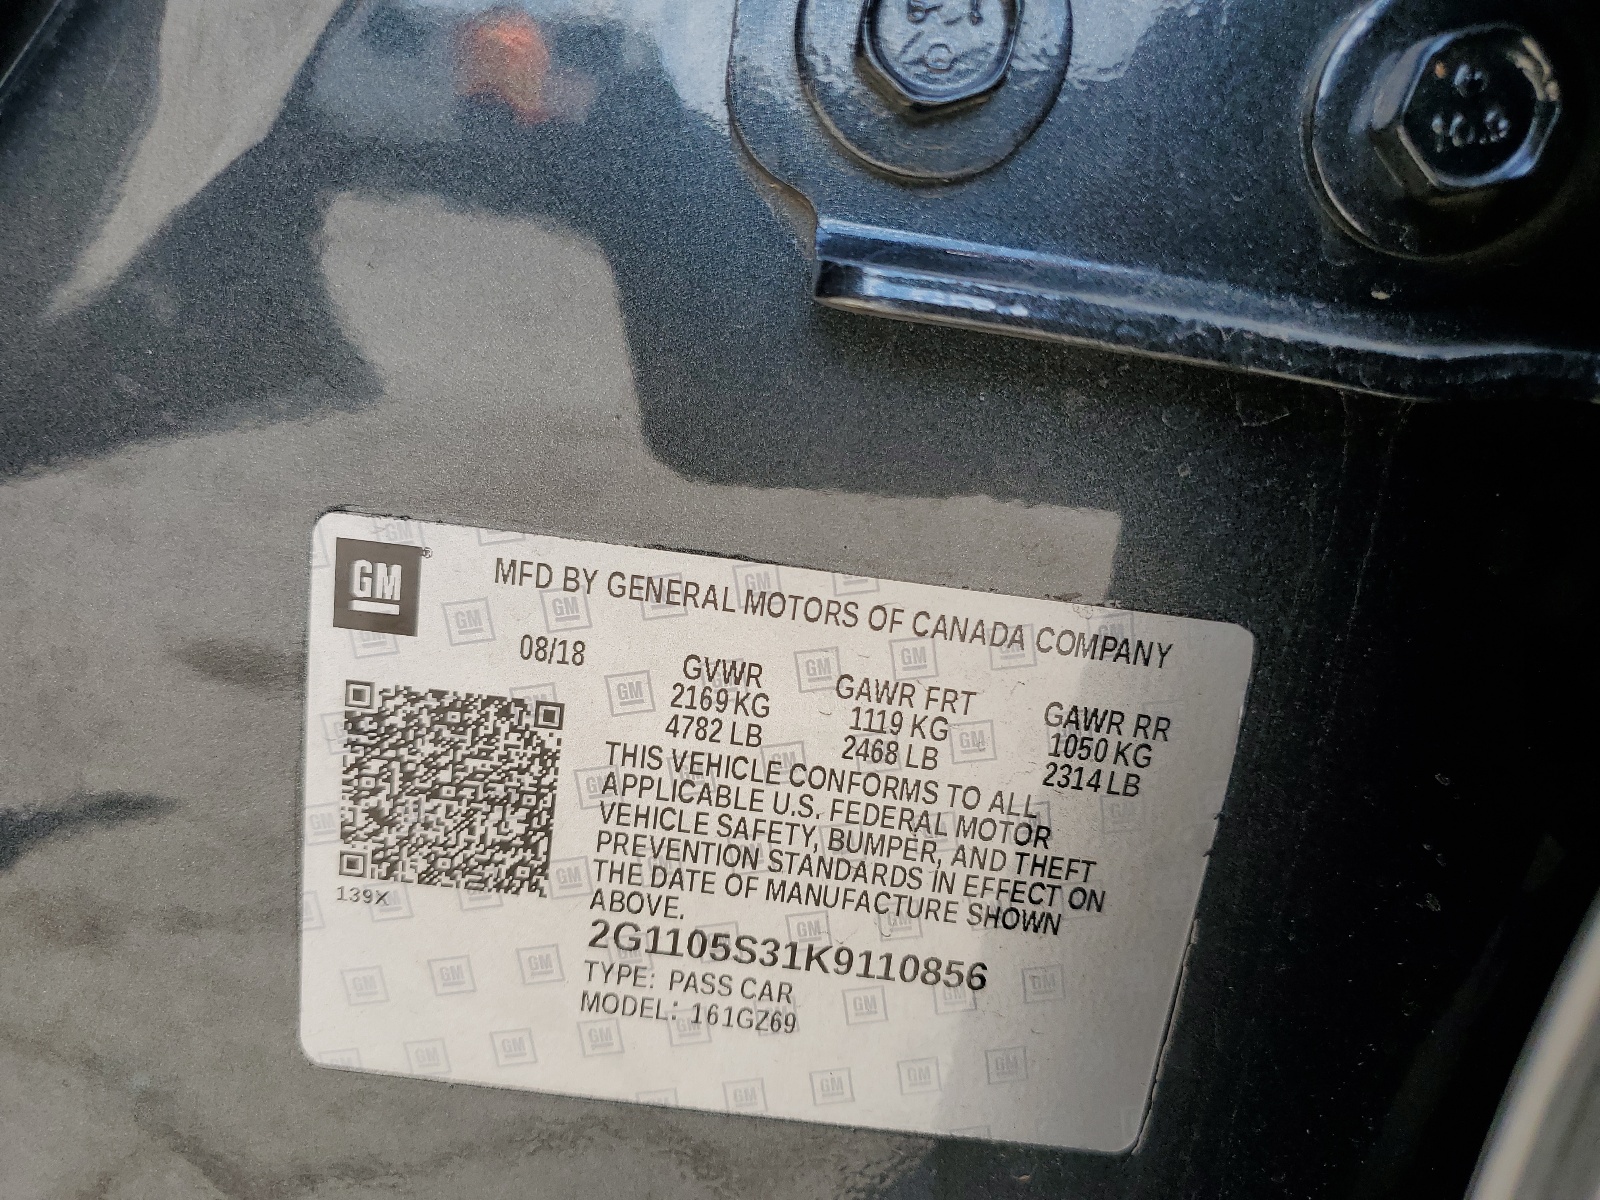 10.9
GM
MFD BY GENERAL MOTORS OF CANADA COMPANY
08/18
GVWR GAWR FRT GAWR RR
2169 KG 1119 KG 1050 KG
4782 LB 2468 LB 2314 LB
THIS VEHICLE CONFORMS TO ALL
APPLICABLE U.S. FEDERAL MOTOR
VEHICLE SAFETY, BUMPER, AND THEFT
PREVENTION STANDARDS IN EFFECT ON
THE DATE OF MANUFACTURE SHOWN
ABOVE.
139X
2G1105S31K9110856
TYPE: PASS CAR
MODEL: 161GZ69